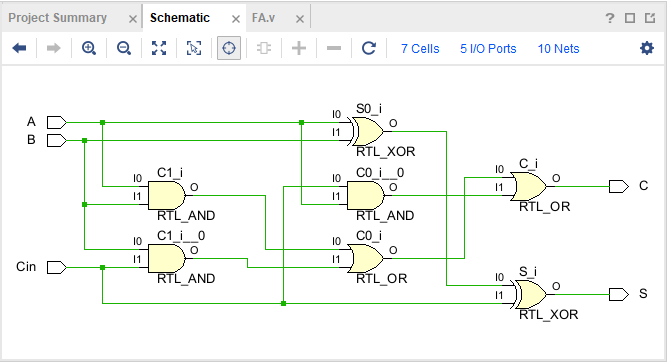 Project Summary × Schematic × FA.v × ?
7 Cells 5 I/O Ports 10 Nets
A
B
Cin
S0_i
I0
I1
O
RTL_XOR
C1_i
I0
I1
O
RTL_AND
C0_i__0
I0
I1
O
RTL_AND
C_i
I0
I1
O
RTL_OR
C
C1_i__0
I0
I1
O
RTL_AND
C0_i
I0
I1
O
RTL_OR
S_i
I0
I1
O
RTL_XOR
S